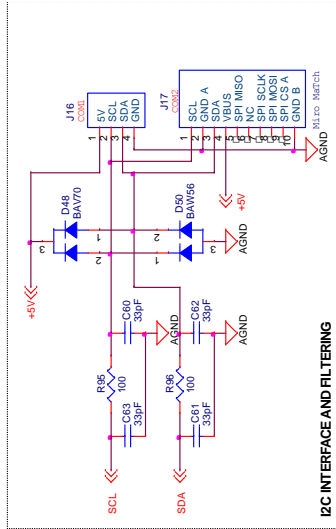 J16
COM1
5V
1
SCL
2
SDA
3
GND
4
J17
COM2
SCL
1
GND A
2
SDA
3
VBUS
4
SPI MISO
5
NC
6
SPI SCLK
7
SPI MOSI
8
SPI CS A
9
GND B
10
Miro MaTch
+5V
D48
BAV70
3
1
2
D50
BAW56
2
1
3
AGND
+5V
AGND
R95
100
C60
33pF
C63
33pF
AGND
SCL
R96
100
C62
33pF
C61
33pF
AGND
SDA
I2C INTERFACE AND FILTERING